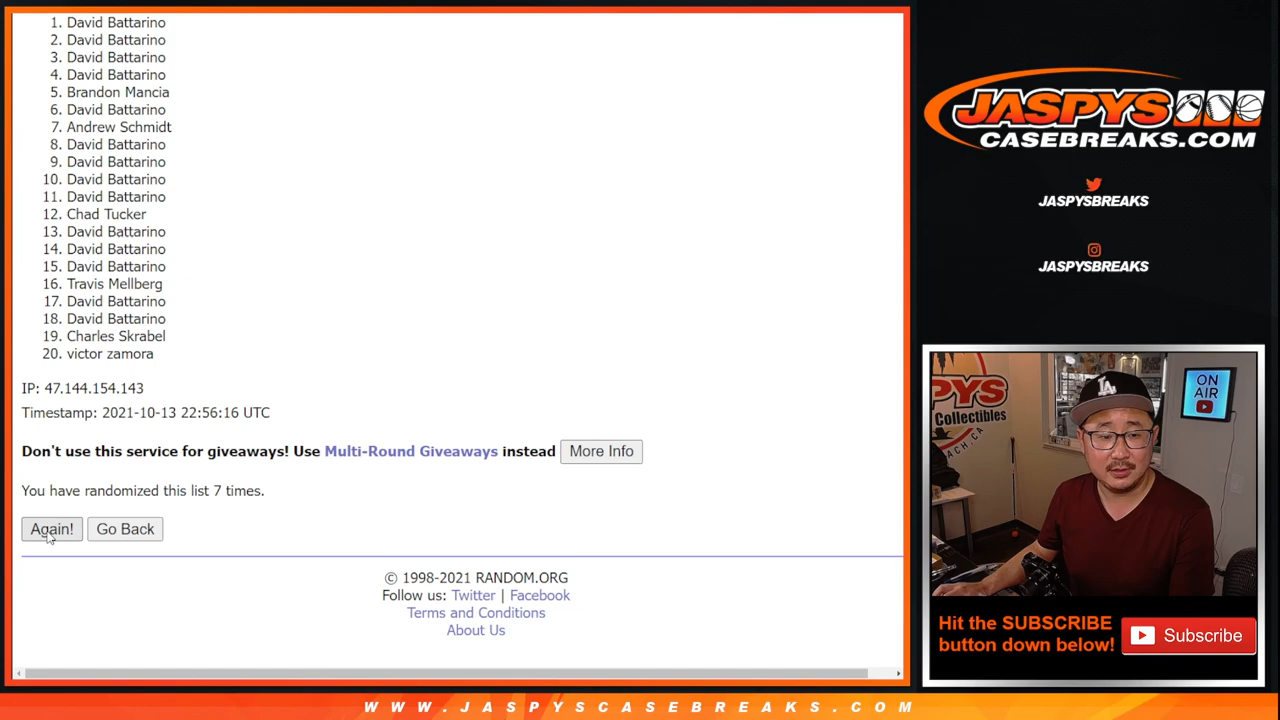 1. David Battarino
2. David Battarino
3. David Battarino
4. David Battarino
5. Brandon Mancia
6. David Battarino
7. Andrew Schmidt
8. David Battarino
9. David Battarino
10. David Battarino
11. David Battarino
12. Chad Tucker
13. David Battarino
14. David Battarino
15. David Battarino
16. Travis Mellberg
17. David Battarino
18. David Battarino
19. Charles Skrabel
20. victor zamora
IP: 47.144.154.143
Timestamp: 2021-10-13 22:56:16 UTC
Don't use this service for giveaways! Use Multi-Round Giveaways instead More Info
You have randomized this list 7 times.
Again! Go Back
© 1998-2021 RANDOM.ORG
Follow us: Twitter | Facebook
Terms and Conditions
About Us
JASPYS
CASEBREAKS.COM
JASPYSBREAKS
JASPYSBREAKS
PYS
Collectibles
ACH, CA
LA
ON
AIR
Hit the SUBSCRIBE
button down below!
Subscribe
WWW.JASPYSCASEBREAKS.COM